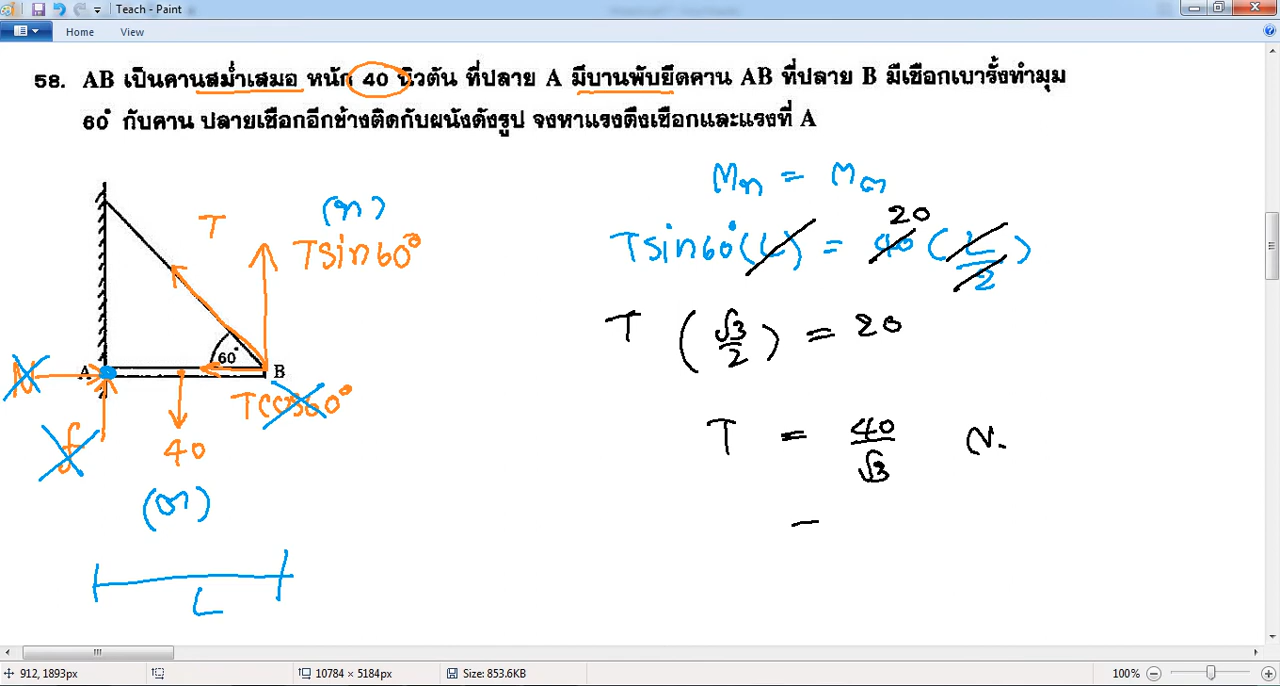 Teach - Paint
Home View
58. AB เป็นคานสม่ำเสมอ หนัก 40 นิวตัน ที่ปลาย A มีบานพับยึดคาน AB ที่ปลาย B มีเชือกเบารั้งทำมุม
60° กับคาน ปลายเชือกอีกข้างติดกับผนังดังรูป จงหาแรงตึงเชือกและแรงที่ A
Mท = Mต
(ท)
T
Tsin60°
Tsin60°(L) = 40 (L/2)
20
T (√3/2) = 20
60°
A
B
N
Tcos60°
f
40
T = 40/√3 N.
(ต)
=
L
912, 1893px
10784 × 5184px
Size: 853.6KB
100%